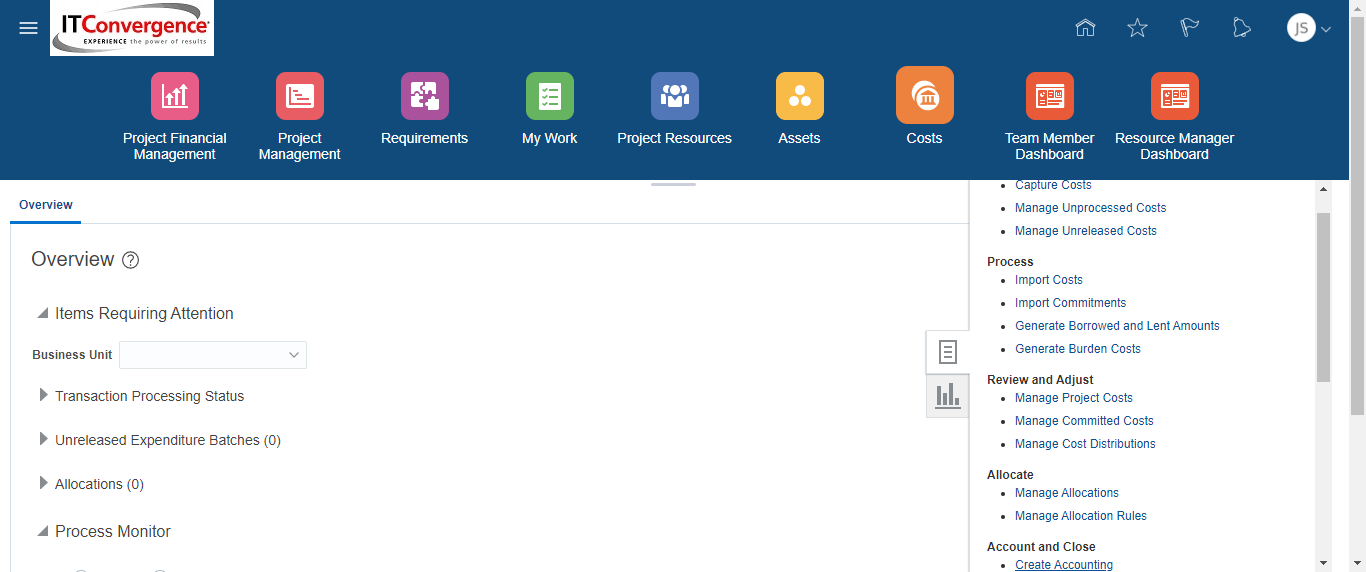 ITConvergence
EXPERIENCE the power of results
JS
Project Financial
Management
Project
Management
Requirements
My Work
Project Resources
Assets
Costs
Team Member
Dashboard
Resource Manager
Dashboard
Overview
Overview
Items Requiring Attention
Business Unit
Transaction Processing Status
Unreleased Expenditure Batches (0)
Allocations (0)
Process Monitor
Capture Costs
Manage Unprocessed Costs
Manage Unreleased Costs
Process
Import Costs
Import Commitments
Generate Borrowed and Lent Amounts
Generate Burden Costs
Review and Adjust
Manage Project Costs
Manage Committed Costs
Manage Cost Distributions
Allocate
Manage Allocations
Manage Allocation Rules
Account and Close
Create Accounting